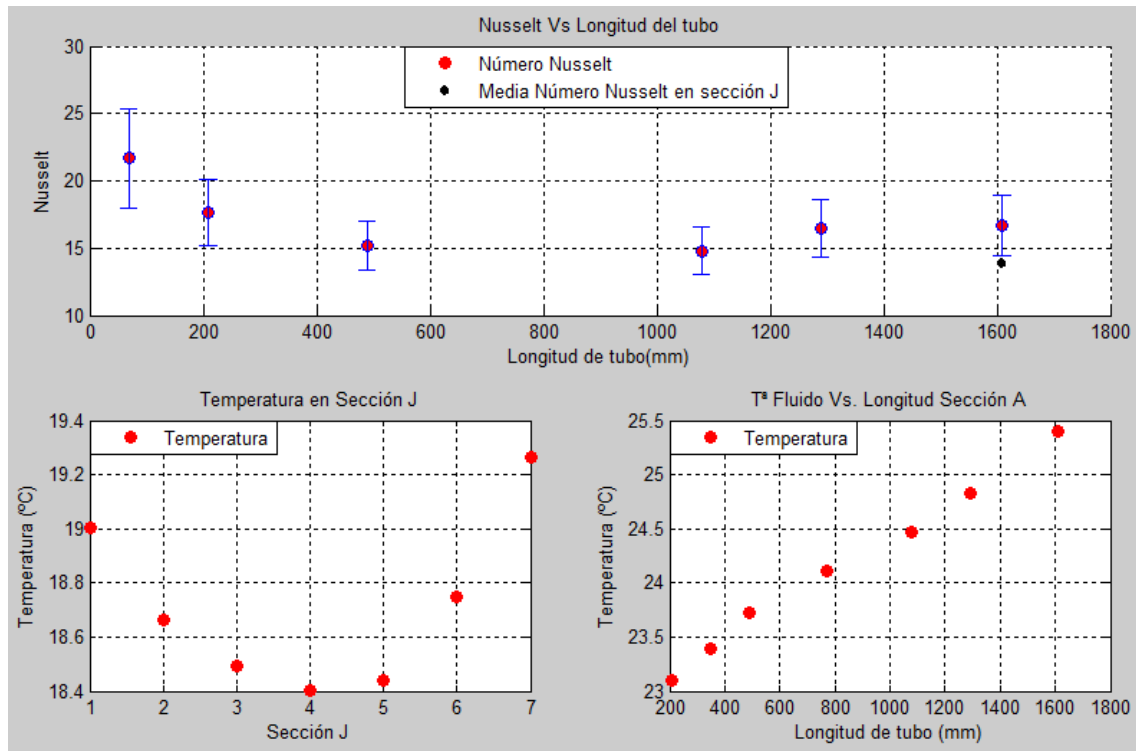 Nusselt Vs Longitud del tubo
30
25
20
15
10
Nusselt
Número Nusselt
Media Número Nusselt en sección J
0 200 400 600 800 1000 1200 1400 1600 1800
Longitud de tubo(mm)
Temperatura en Sección J
19.4
19.2
19
18.8
18.6
18.4
Temperatura (ºC)
Temperatura
1 2 3 4 5 6 7
Sección J
Tª Fluido Vs. Longitud Sección A
25.5
25
24.5
24
23.5
23
Temperatura (ºC)
Temperatura
200 400 600 800 1000 1200 1400 1600
Longitud de tubo (mm)